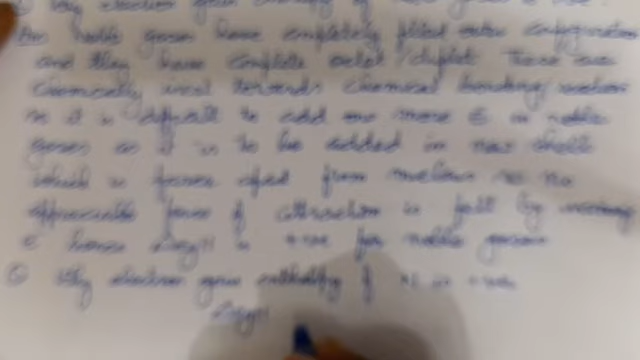 Why electron gain enthalpy of noble gases is +ve?
Ans noble gases have completely filled outer configuration
and they have complete octet/duplet. These are
chemically inert towards chemical bonding
so it is difficult to add one more e in noble
gases as it is to be added in new shell
which is far from nucleus so no
appreciable force of attraction is felt by incoming
e hence ΔegH is +ve for noble gases
Why electron gain enthalpy of is +ve
ΔegH